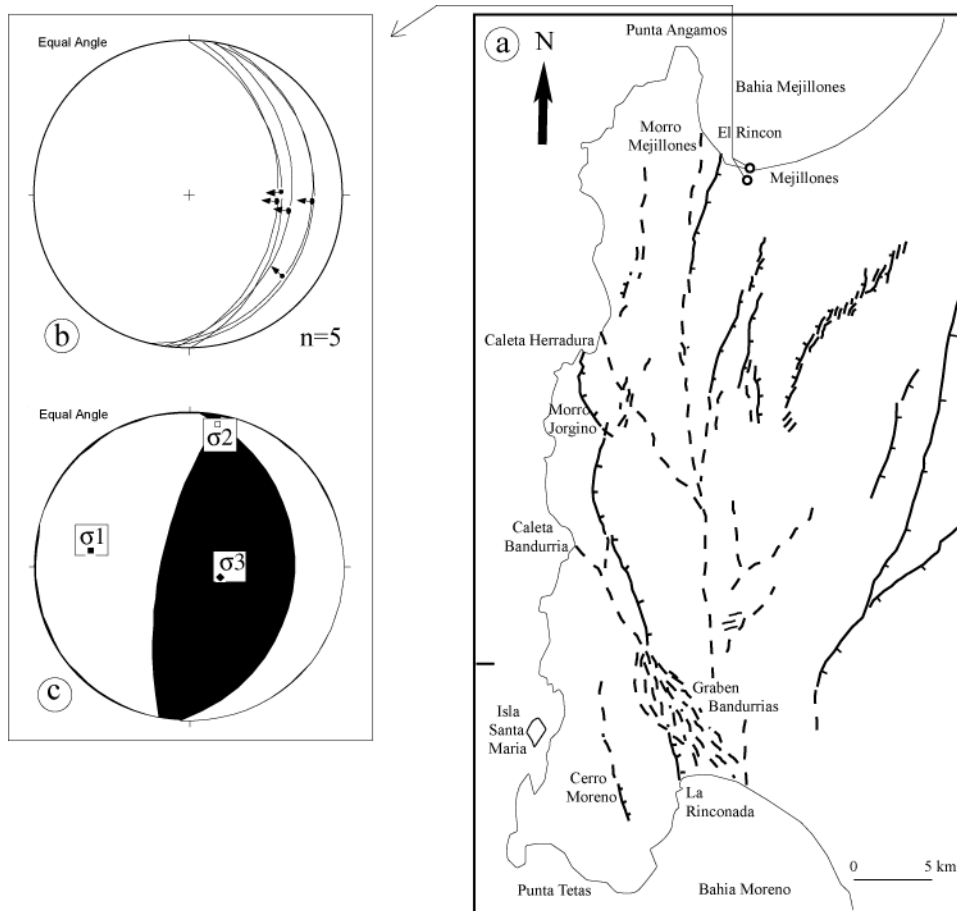 Equal Angle
b
n=5
Equal Angle
σ2
σ1
σ3
c
a
N
Punta Angamos
Bahia Mejillones
El Rincon
Morro
Mejillones
Mejillones
Caleta Herradura
Morro
Jorgino
Caleta
Bandurria
Graben
Bandurrias
Isla
Santa
Maria
Cerro
Moreno
La
Rinconada
0 5 km
Punta Tetas
Bahia Moreno